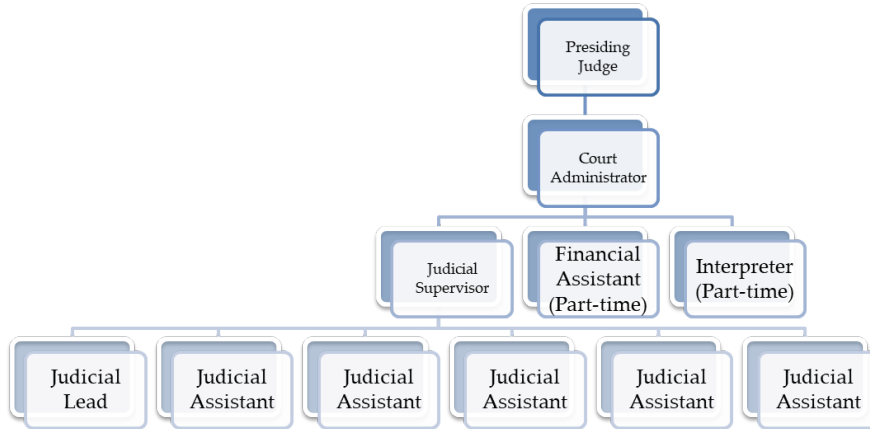 Presiding
Judge
Court
Administrator
Judicial
Supervisor
Financial
Assistant
(Part-time)
Interpreter
(Part-time)
Judicial
Lead
Judicial
Assistant
Judicial
Assistant
Judicial
Assistant
Judicial
Assistant
Judicial
Assistant